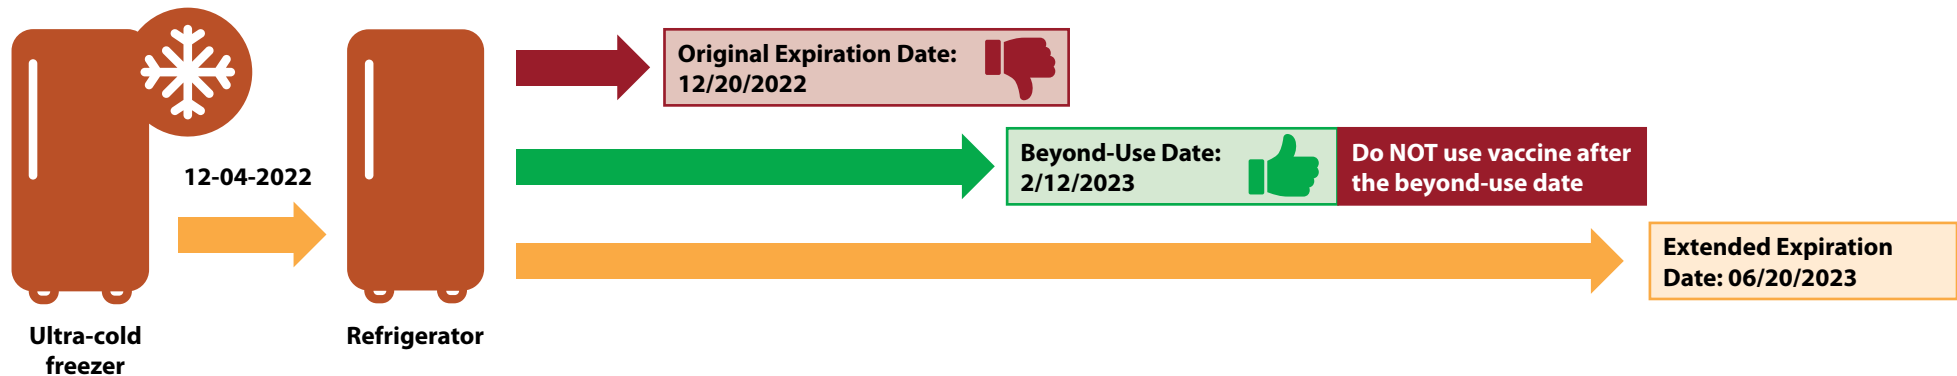 12-04-2022
Ultra-cold
freezer
Refrigerator
Original Expiration Date:
12/20/2022
Beyond-Use Date:
2/12/2023
Do NOT use vaccine after
the beyond-use date
Extended Expiration
Date: 06/20/2023